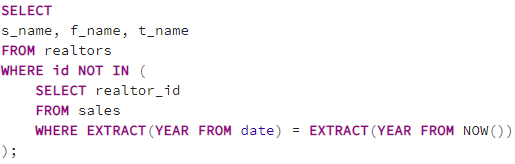 SELECT
s_name, f_name, t_name
FROM realtors
WHERE id NOT IN (
    SELECT realtor_id
    FROM sales
    WHERE EXTRACT(YEAR FROM date) = EXTRACT(YEAR FROM NOW())
);